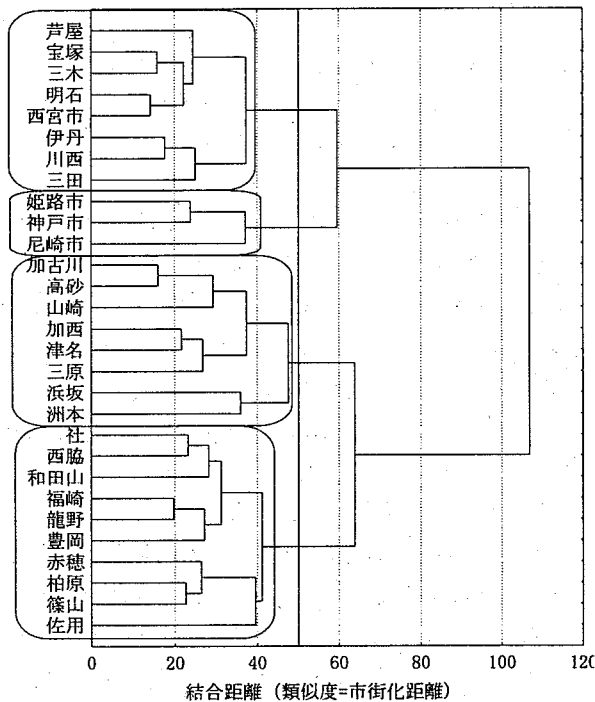 芦屋
宝塚
三木
明石
西宮市
伊丹
川西
三田
姫路市
神戸市
尼崎市
加古川
高砂
山崎
加西
津名
三原
浜坂
洲本
社
西脇
和田山
福崎
龍野
豊岡
赤穂
柏原
篠山
佐用
0 20 40 60 80 100 12
結合距離（類似度=市街化距離）